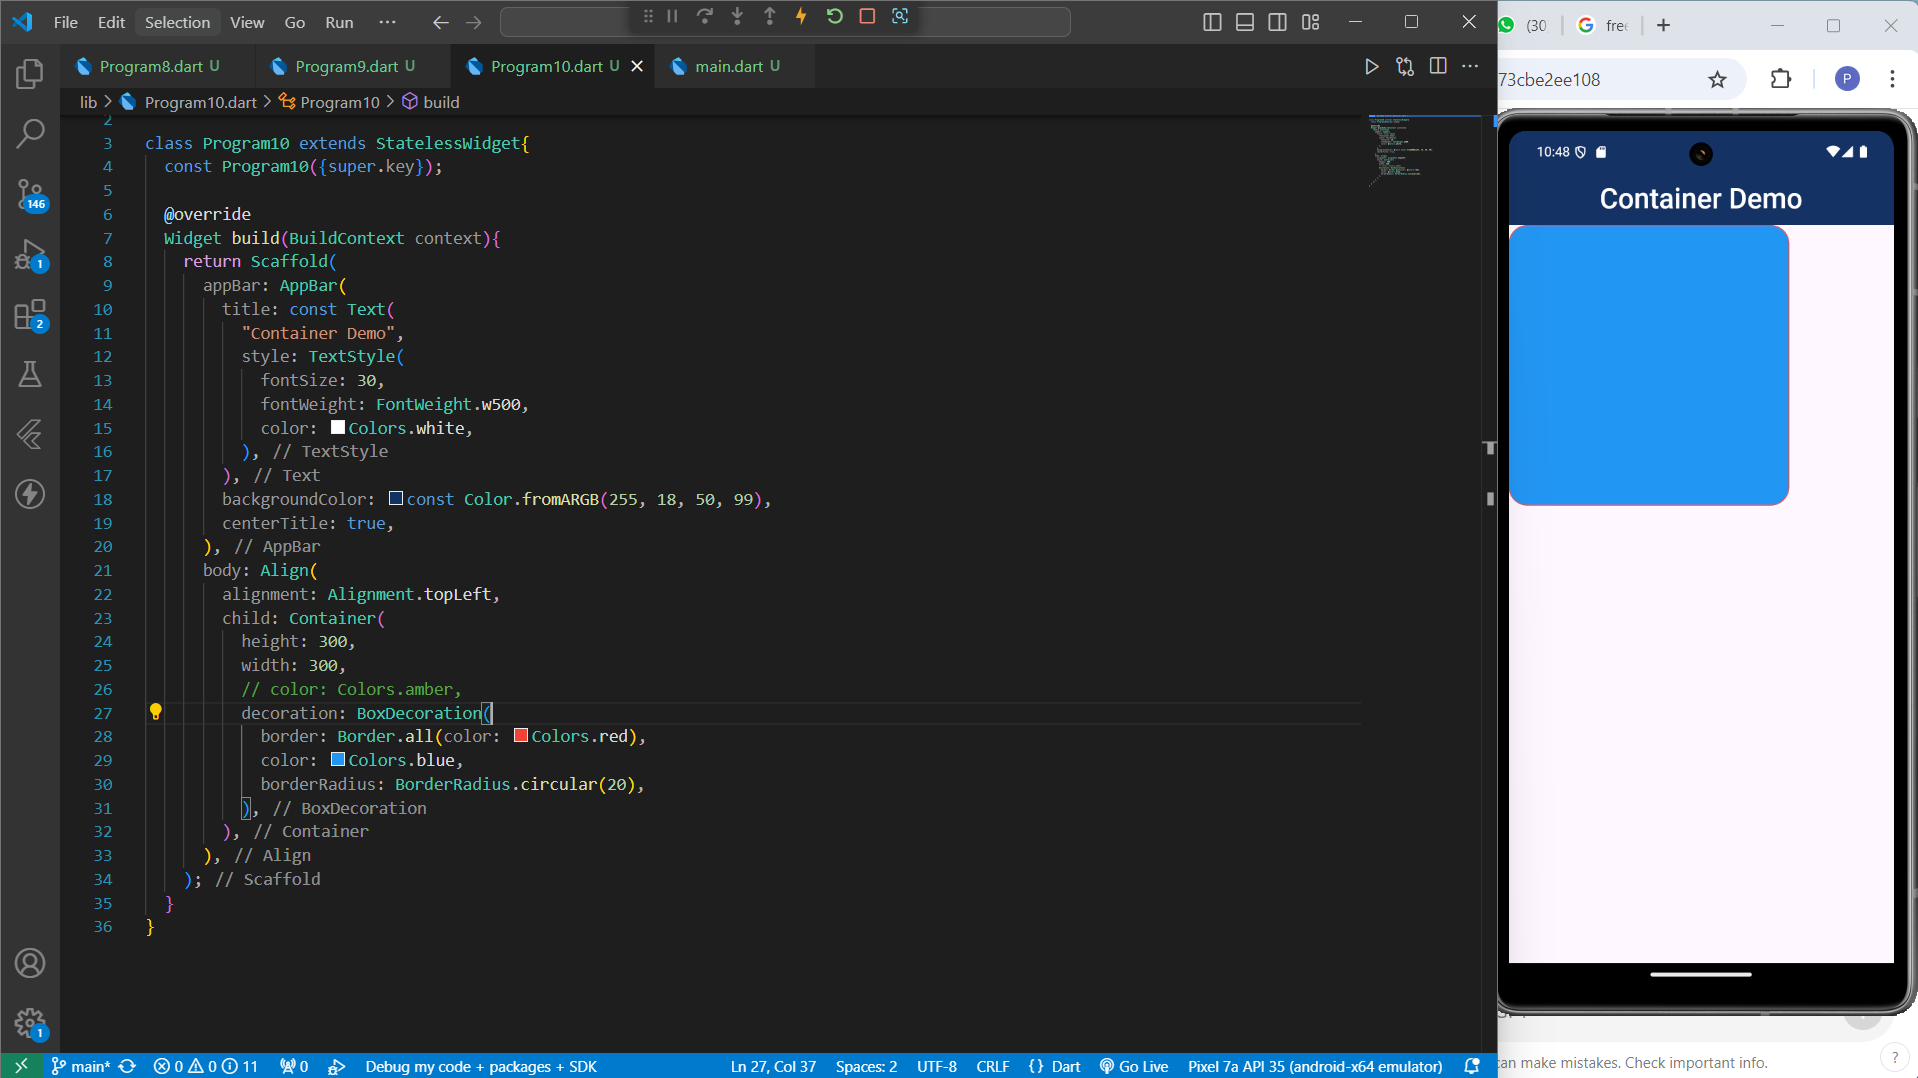 File Edit Selection View Go Run
Program8.dart U Program9.dart U Program10.dart U main.dart U
lib > Program10.dart > Program10 > build
2
3 class Program10 extends StatelessWidget{
4 const Program10({super.key});
5
6 @override
7 Widget build(BuildContext context){
8 return Scaffold(
9 appBar: AppBar(
10 title: const Text(
11 "Container Demo",
12 style: TextStyle(
13 fontSize: 30,
14 fontWeight: FontWeight.w500,
15 color: Colors.white,
16 ), // TextStyle
17 ), // Text
18 backgroundColor: const Color.fromARGB(255, 18, 50, 99),
19 centerTitle: true,
20 ), // AppBar
21 body: Align(
22 alignment: Alignment.topLeft,
23 child: Container(
24 height: 300,
25 width: 300,
26 // color: Colors.amber,
27 decoration: BoxDecoration(
28 border: Border.all(color: Colors.red),
29 color: Colors.blue,
30 borderRadius: BorderRadius.circular(20),
31 ), // BoxDecoration
32 ), // Container
33 ), // Align
34 ); // Scaffold
35 }
36 }
146
1
2
1
main* 0 0 11 0 Debug my code + packages + SDK Ln 27, Col 37 Spaces: 2 UTF-8 CRLF {} Dart Go Live Pixel 7a API 35 (android-x64 emulator)
(30 free
73cbe2ee108 P
10:48
Container Demo
can make mistakes. Check important info. ?